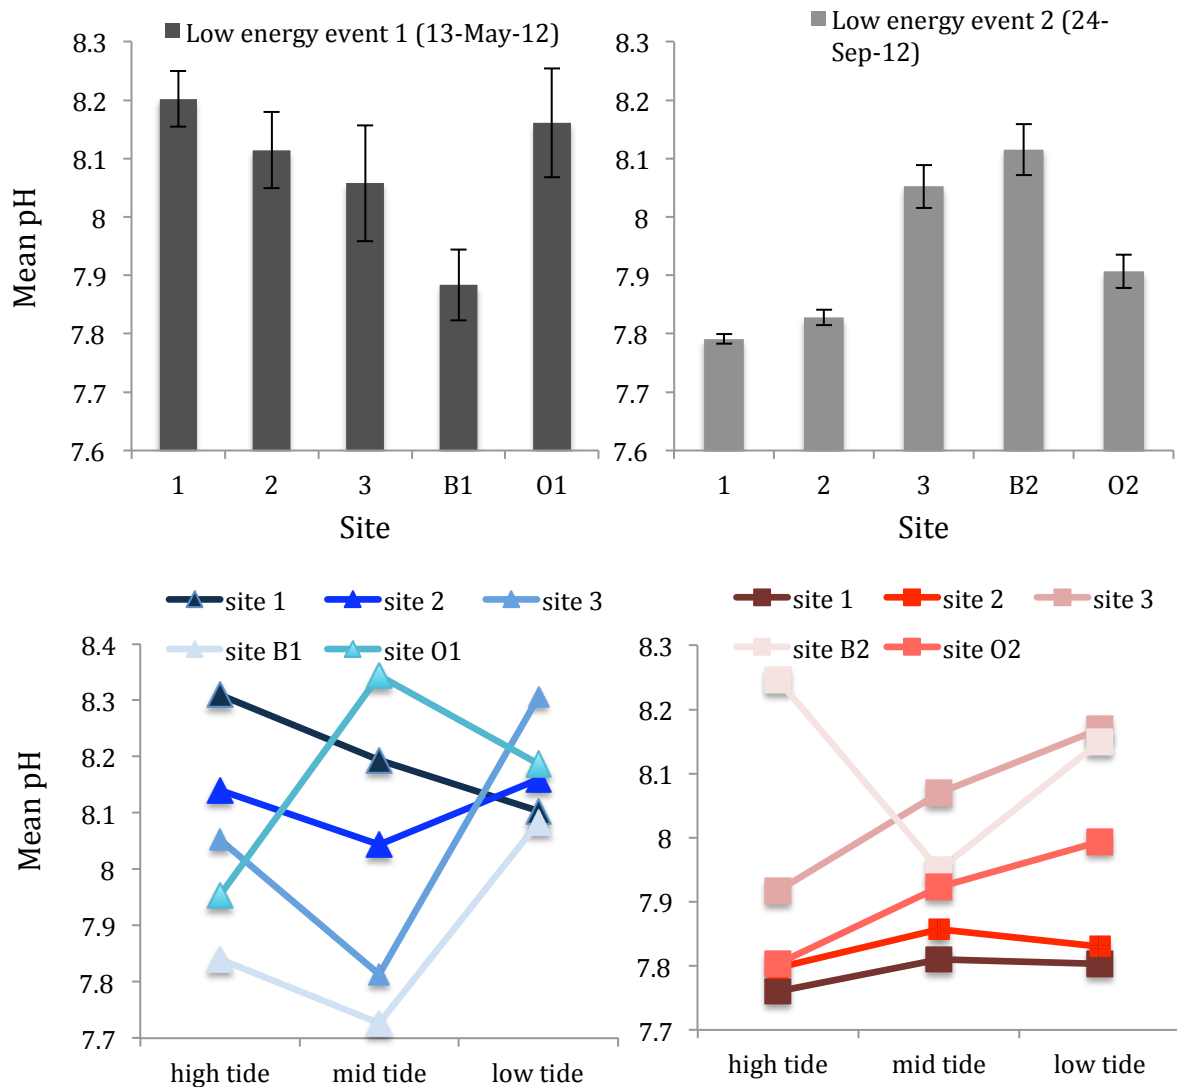 Low energy event 1 (13-May-12)
8.3
8.2
8.1
8
7.9
7.8
7.7
7.6
Mean pH
1 2 3 B1 O1
Site
Low energy event 2 (24-
Sep-12)
8.3
8.2
8.1
8
7.9
7.8
7.7
7.6
1 2 3 B2 O2
Site
site 1 site 2 site 3
site B1 site O1
8.4
8.3
8.2
8.1
8
7.9
7.8
7.7
Mean pH
high tide mid tide low tide
site 1 site 2 site 3
site B2 site O2
8.3
8.2
8.1
8
7.9
7.8
7.7
high tide mid tide low tide